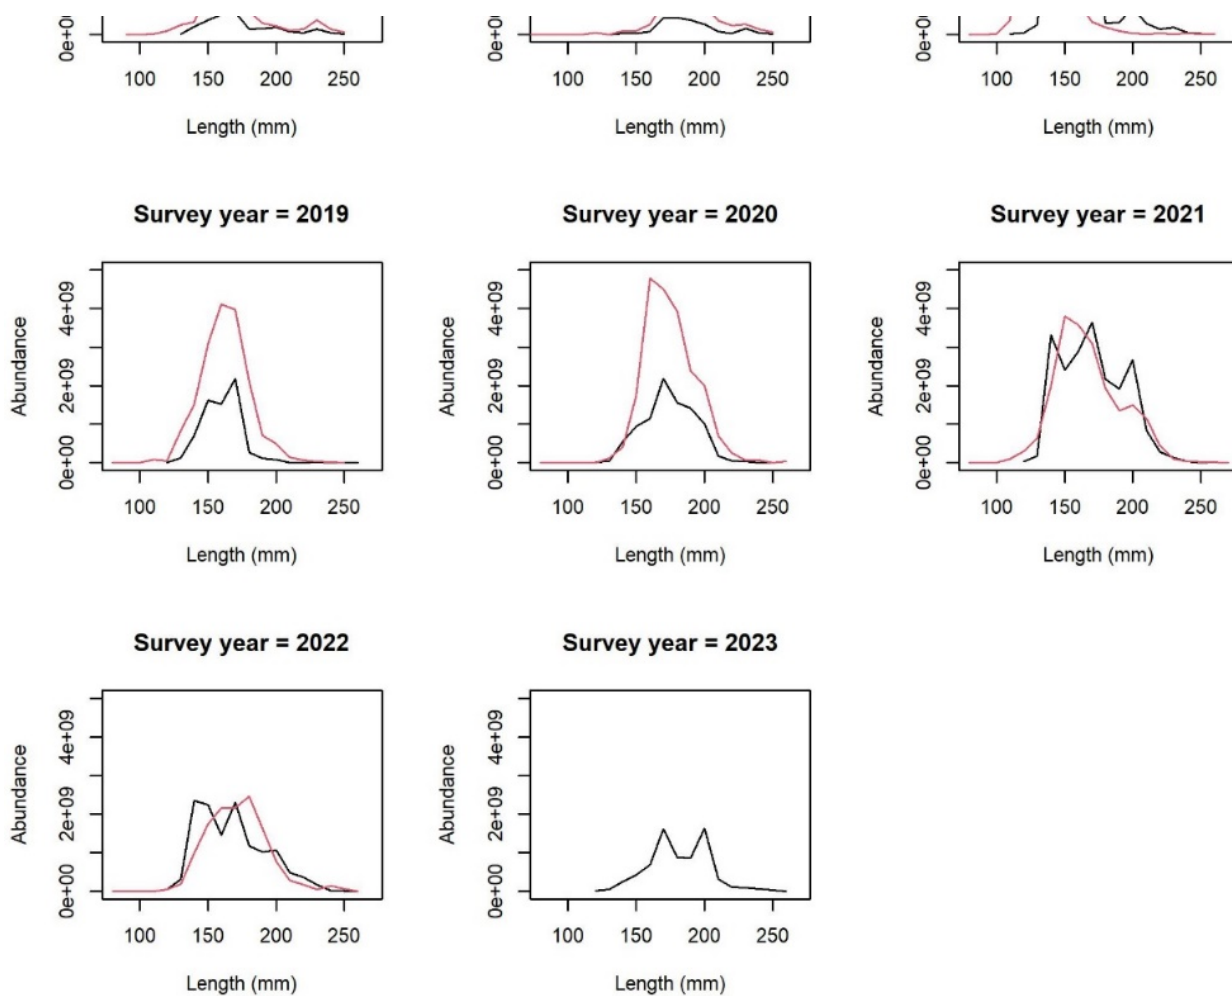 0e+00
100 150 200 250
Length (mm)
0e+00
100 150 200 250
Length (mm)
0e+00
100 150 200 250
Length (mm)
Survey year = 2019
Abundance
0e+00 2e+09 4e+09
100 150 200 250
Length (mm)
Survey year = 2020
Abundance
0e+00 2e+09 4e+09
100 150 200 250
Length (mm)
Survey year = 2021
Abundance
0e+00 2e+09 4e+09
100 150 200 250
Length (mm)
Survey year = 2022
Abundance
0e+00 2e+09 4e+09
100 150 200 250
Length (mm)
Survey year = 2023
Abundance
0e+00 2e+09 4e+09
100 150 200 250
Length (mm)